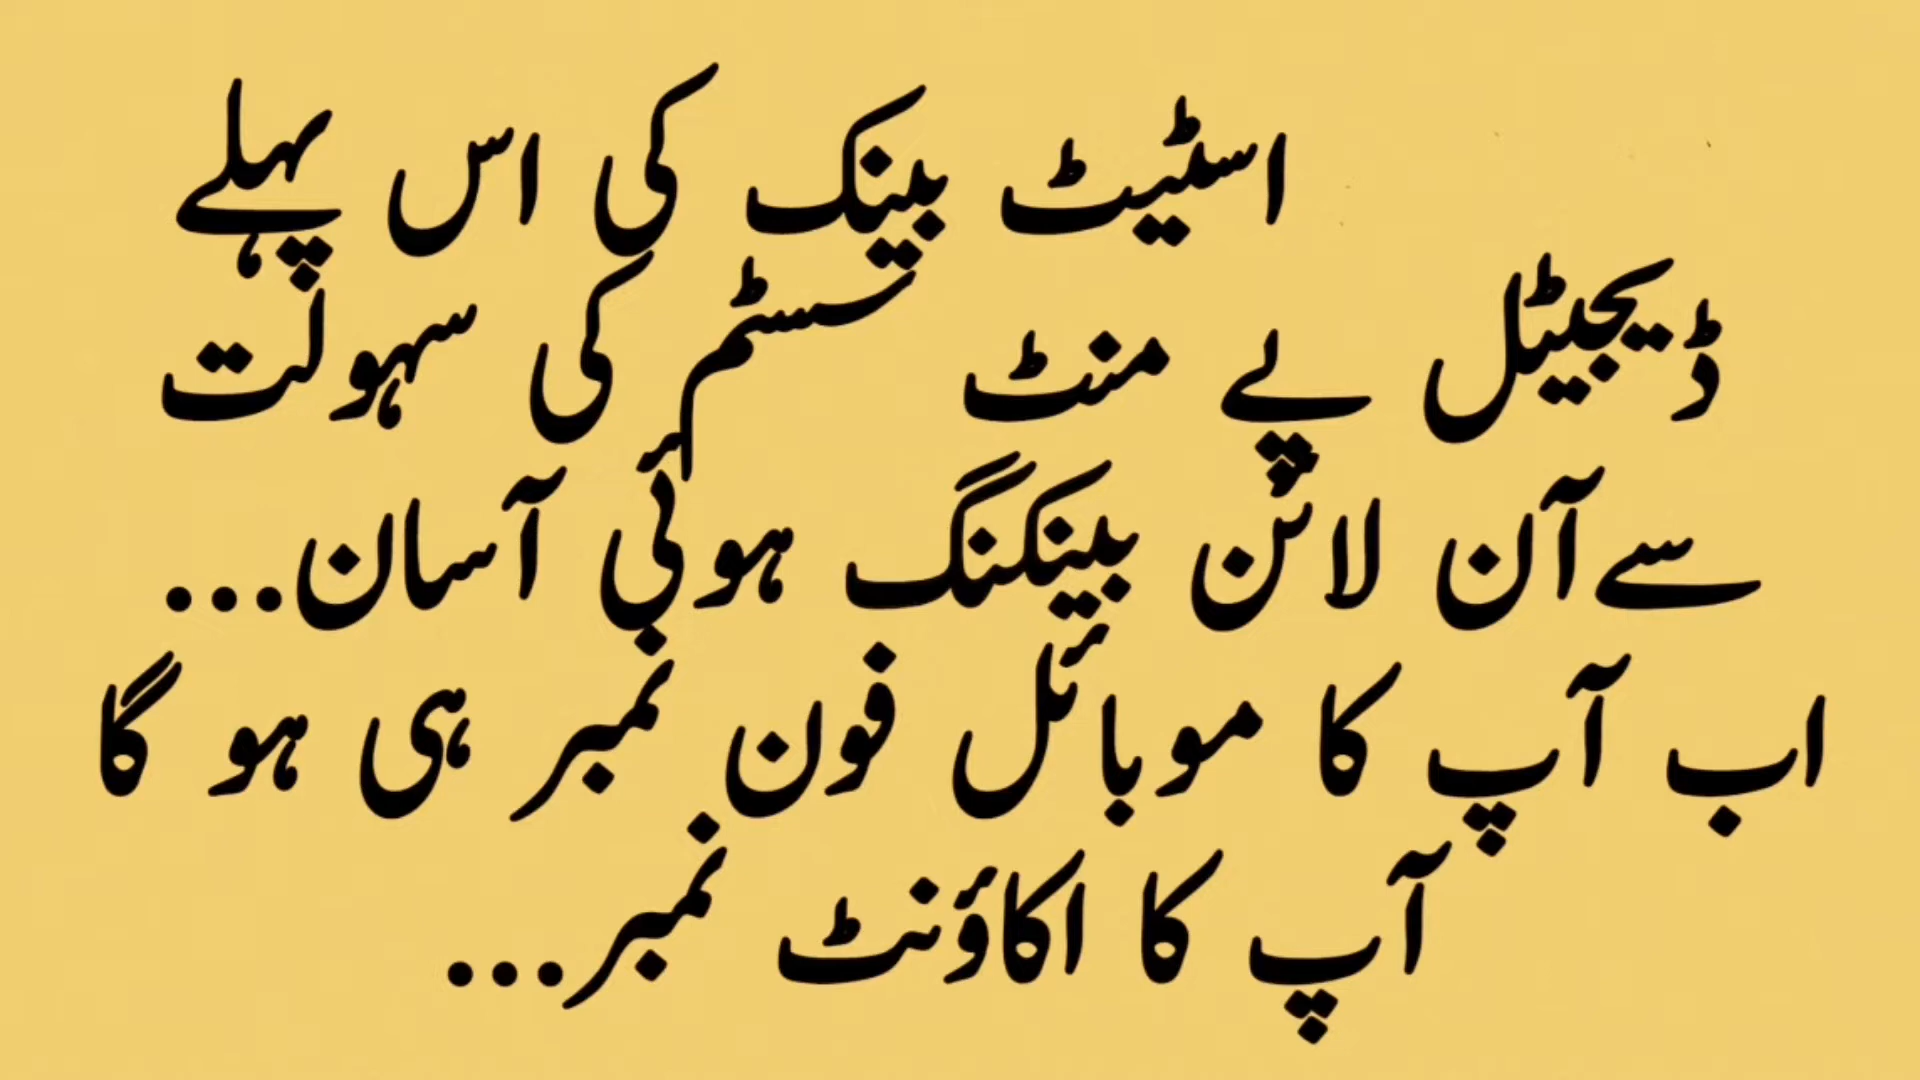 اسٹیٹ بینک کی اس پہلے
ڈیجیٹل پے منٹ سسٹم کی سہولت
سے آن لائن بینکنگ ہوئی آسان...
اب آپ کا موبائل فون نمبر ہی ہو گا
آپ کا اکاؤنٹ نمبر...